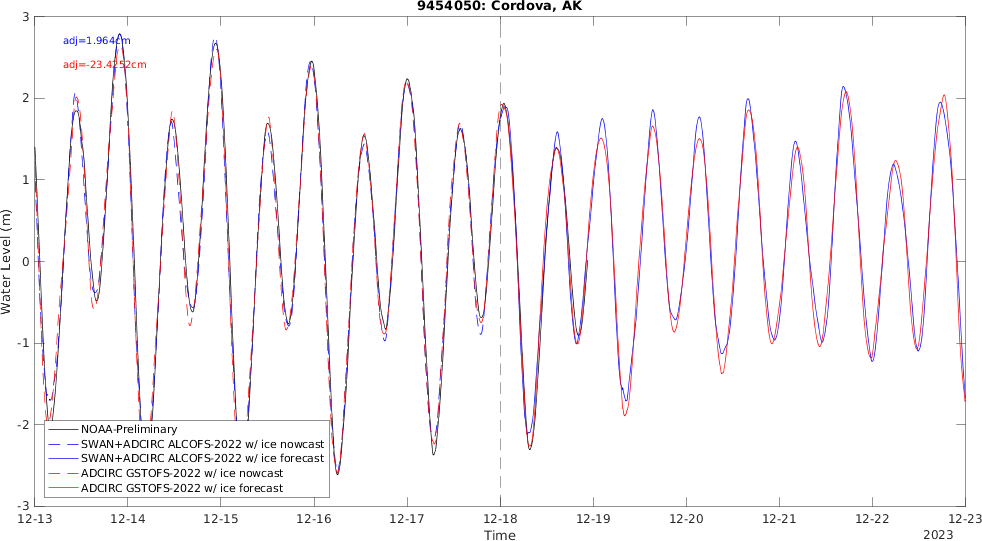 9454050: Cordova, AK
adj=1.964cm
adj=-23.4252cm
Water Level (m)
3
2
1
0
-1
-2
-3
NOAA-Preliminary
SWAN+ADCIRC ALCOFS-2022 w/ ice nowcast
SWAN+ADCIRC ALCOFS-2022 w/ ice forecast
ADCIRC GSTOFS-2022 w/ ice nowcast
ADCIRC GSTOFS-2022 w/ ice forecast
12-13 12-14 12-15 12-16 12-17 12-18 12-19 12-20 12-21 12-22 12-23
Time
2023